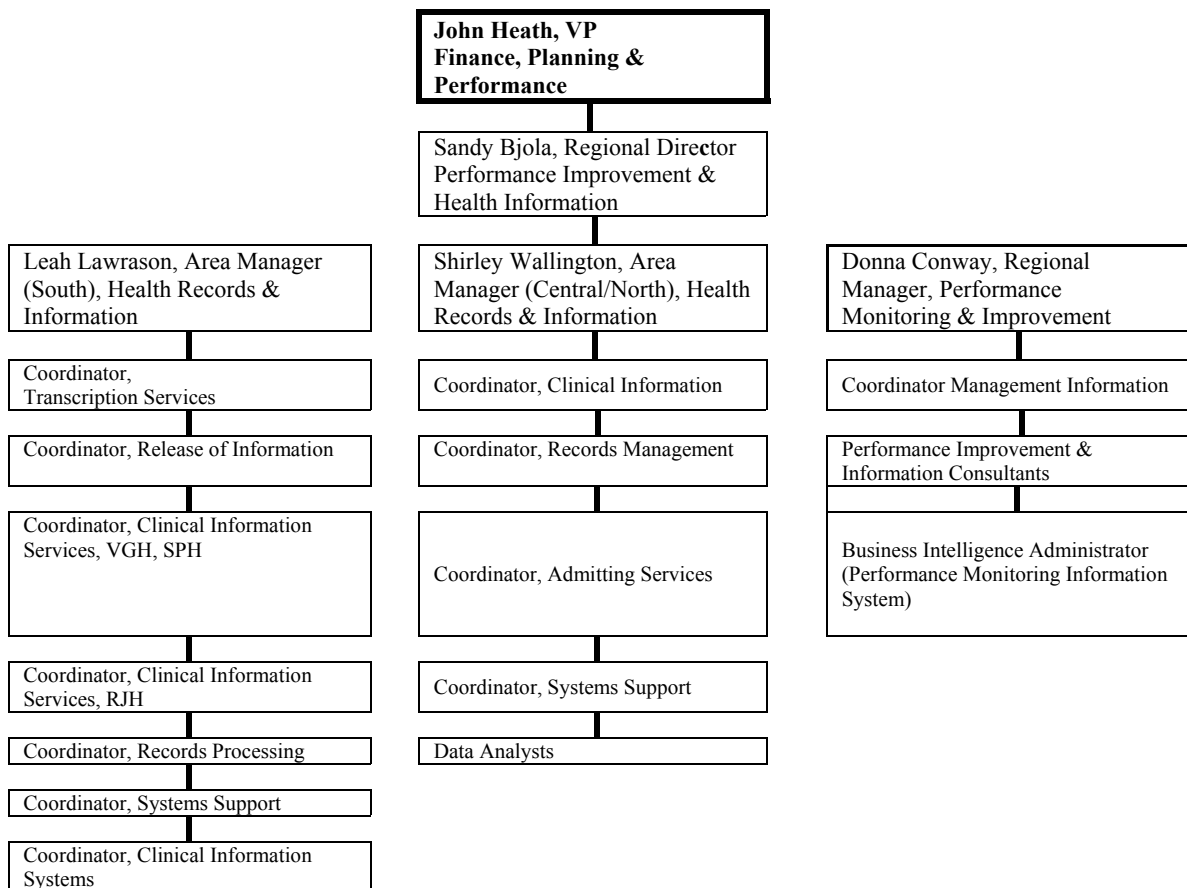 John Heath, VP
Finance, Planning &
Performance
Sandy Bjola, Regional Director
Performance Improvement &
Health Information
Leah Lawrason, Area Manager
(South), Health Records &
Information
Coordinator,
Transcription Services
Coordinator, Release of Information
Coordinator, Clinical Information
Services, VGH, SPH
Coordinator, Clinical Information
Services, RJH
Coordinator, Records Processing
Coordinator, Systems Support
Coordinator, Clinical Information
Systems
Shirley Wallington, Area
Manager (Central/North), Health
Records & Information
Coordinator, Clinical Information
Coordinator, Records Management
Coordinator, Admitting Services
Coordinator, Systems Support
Data Analysts
Donna Conway, Regional
Manager, Performance
Monitoring & Improvement
Coordinator Management Information
Performance Improvement &
Information Consultants
Business Intelligence Administrator
(Performance Monitoring Information
System)